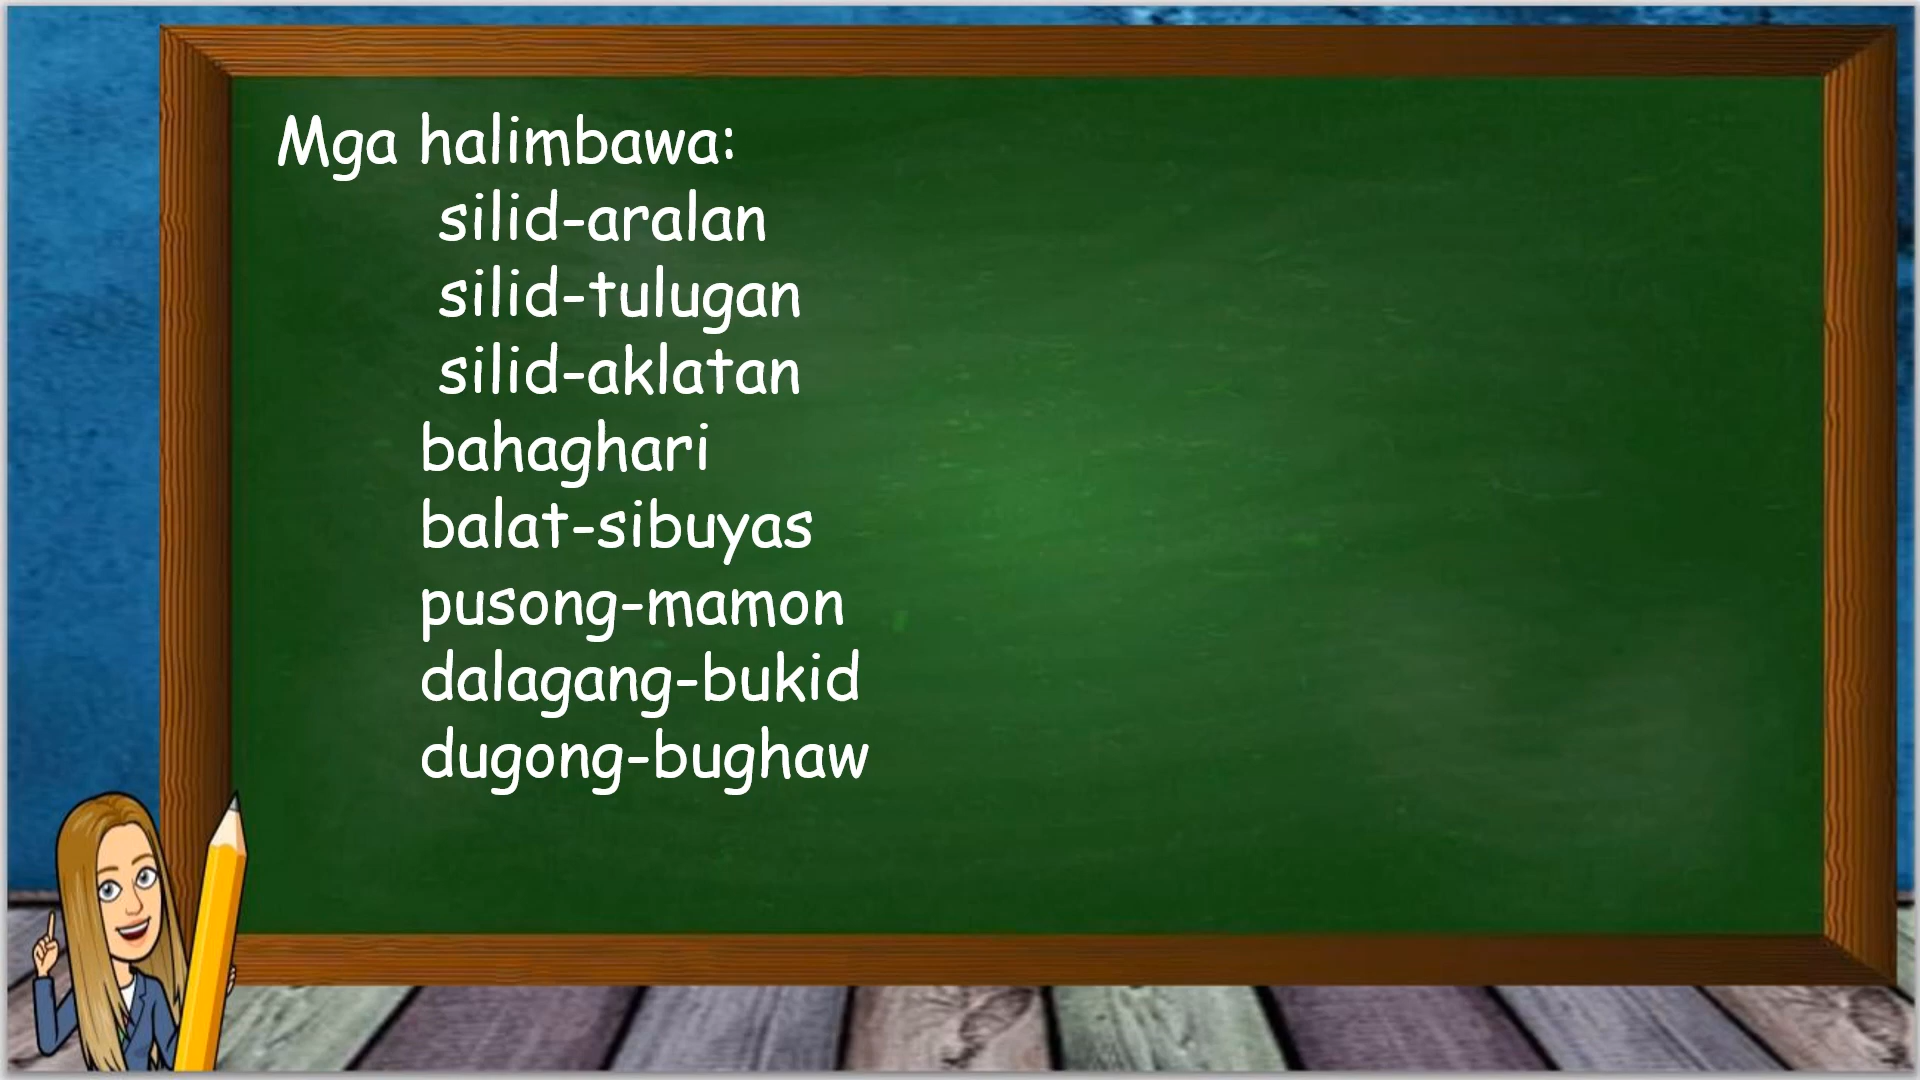 Mga halimbawa:
silid-aralan
silid-tulugan
silid-aklatan
bahaghari
balat-sibuyas
pusong-mamon
dalagang-bukid
dugong-bughaw